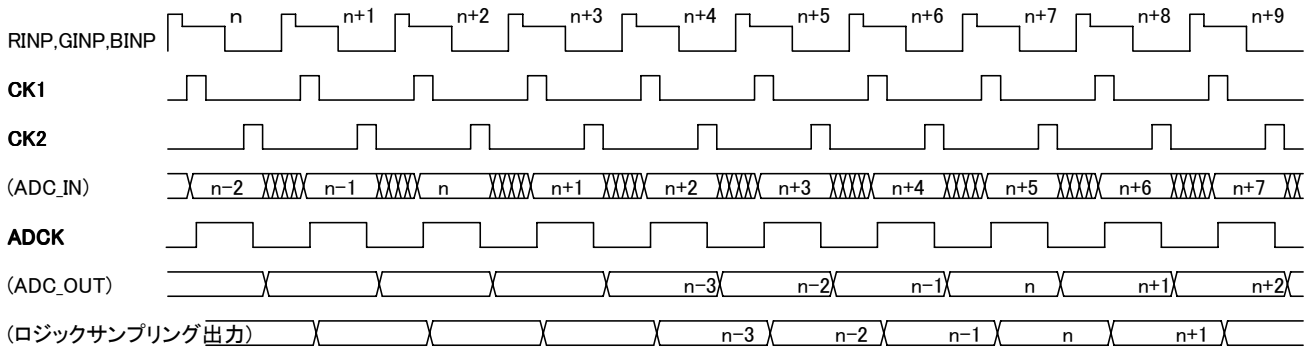 n n+1 n+2 n+3 n+4 n+5 n+6 n+7 n+8 n+9
RINP,GINP,BINP
CK1
CK2
(ADC_IN) n-2 n-1 n n+1 n+2 n+3 n+4 n+5 n+6 n+7
ADCK
(ADC_OUT) n-3 n-2 n-1 n n+1 n+2
(ロジックサンプリング出力) n-3 n-2 n-1 n n+1